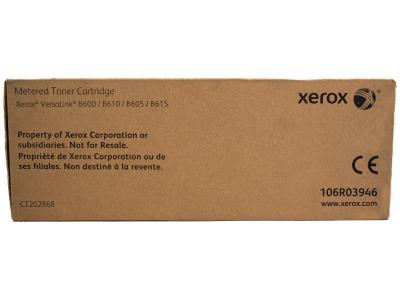 Metered Toner Cartridge
Xerox® VersaLink® B600 / B610 / B605 / B615
xerox
Property of Xerox Corporation or
subsidiaries. Not for Resale.
Propriété de Xerox Corporation ou de
ses filiales. Non destiné à la revente.
CE
106R03946
www.xerox.com
CT202868